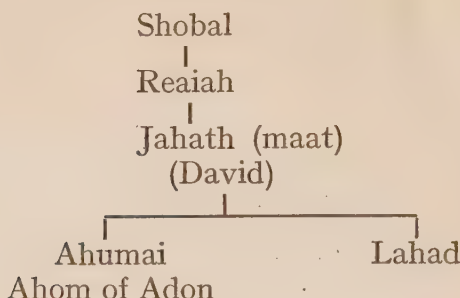 Shobal
Reaiah
Jahath (maat)
(David)
Ahumai Lahad
Ahom of Adon